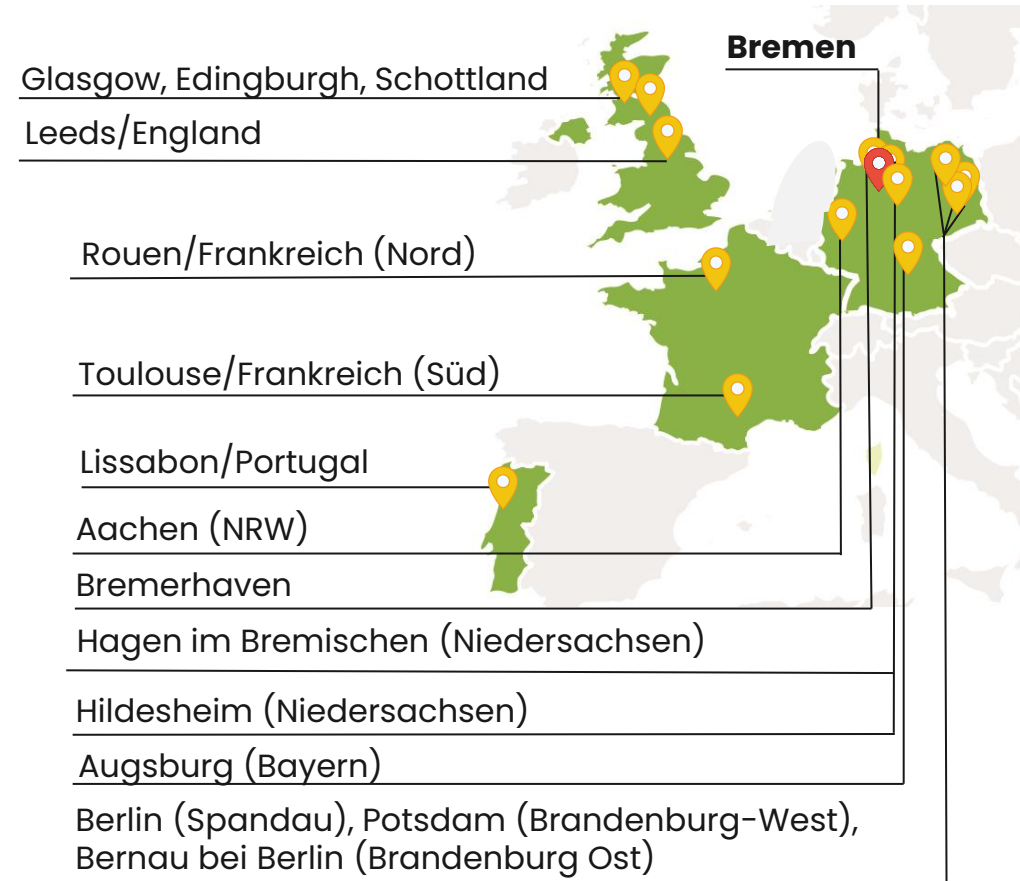 Bremen
Glasgow, Edingburgh, Schottland
Leeds/England
Rouen/Frankreich (Nord)
Toulouse/Frankreich (Süd)
Lissabon/Portugal
Aachen (NRW)
Bremerhaven
Hagen im Bremischen (Niedersachsen)
Hildesheim (Niedersachsen)
Augsburg (Bayern)
Berlin (Spandau), Potsdam (Brandenburg-West),
Bernau bei Berlin (Brandenburg Ost)